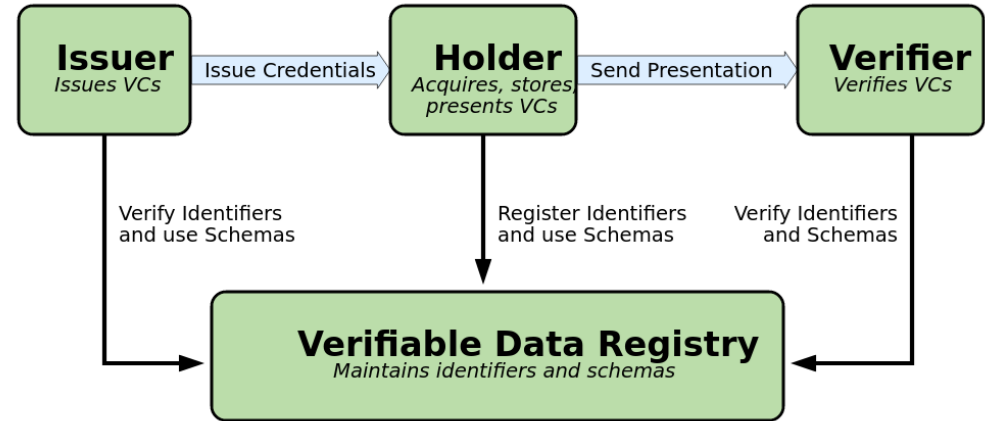 Issuer
Issues VCs
Issue Credentials
Holder
Acquires, stores,
presents VCs
Send Presentation
Verifier
Verifies VCs
Verify Identifiers
and use Schemas
Register Identifiers
and use Schemas
Verify Identifiers
and Schemas
Verifiable Data Registry
Maintains identifiers and schemas